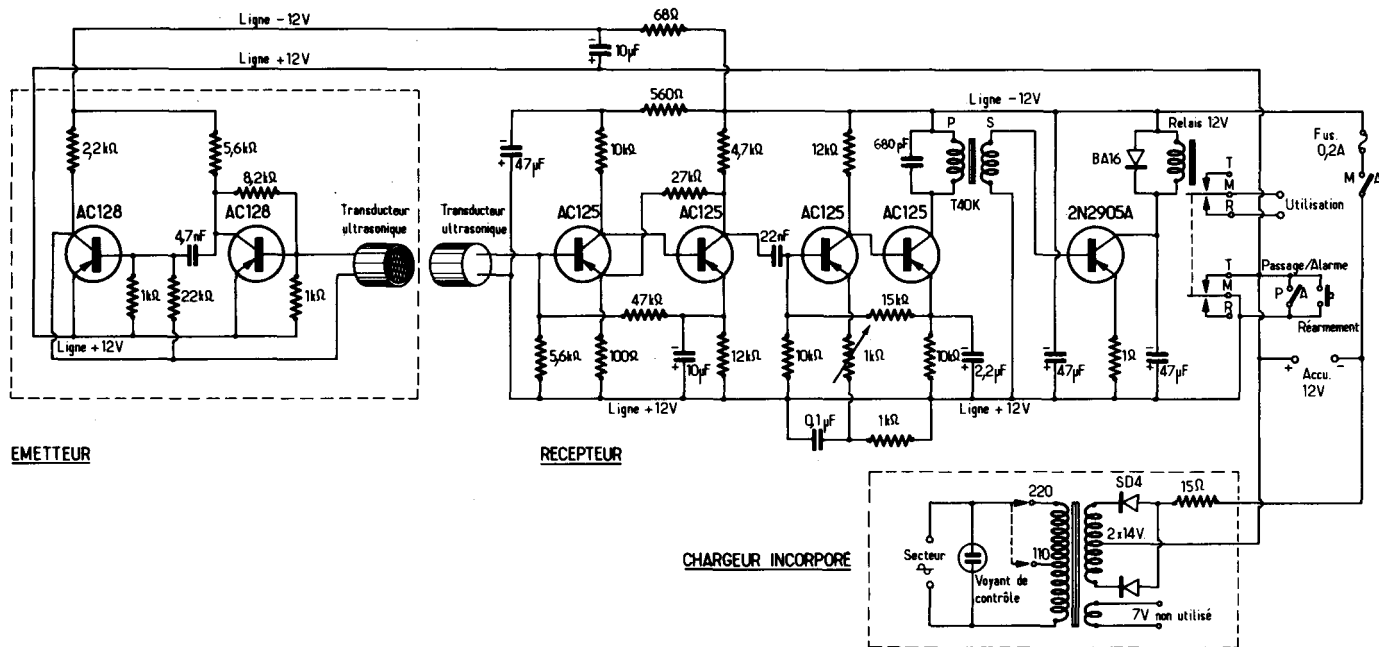 Ligne -12V
68Ω
10µF
Ligne +12V
560Ω
Ligne -12V
2,2kΩ
5,6kΩ
8,2kΩ
AC128
AC128
4,7nF
1kΩ
22kΩ
1kΩ
Ligne +12V
Transducteur
ultrasonique
EMETTEUR
Transducteur
ultrasonique
47µF
10kΩ
4,7kΩ
27kΩ
AC125
AC125
47kΩ
5,6kΩ
100Ω
10µF
12kΩ
22nF
12kΩ
AC125
AC125
15kΩ
10kΩ
1kΩ
10kΩ
2,2µF
0,1µF
1kΩ
Ligne +12V
Ligne +12V
RECEPTEUR
680pF
P
S
T40K
2N2905A
47µF
1Ω
47µF
BA16
Relais 12V
T
M
R
Utilisation
T
M
R
Passage/Alarme
P
A
Réarmement
Fus.
0,2A
M
A
+
-
Accu.
12V
CHARGEUR INCORPORÉ
Secteur
Voyant de
contrôle
220
110
2x14V.
SD4
15Ω
7V non utilisé